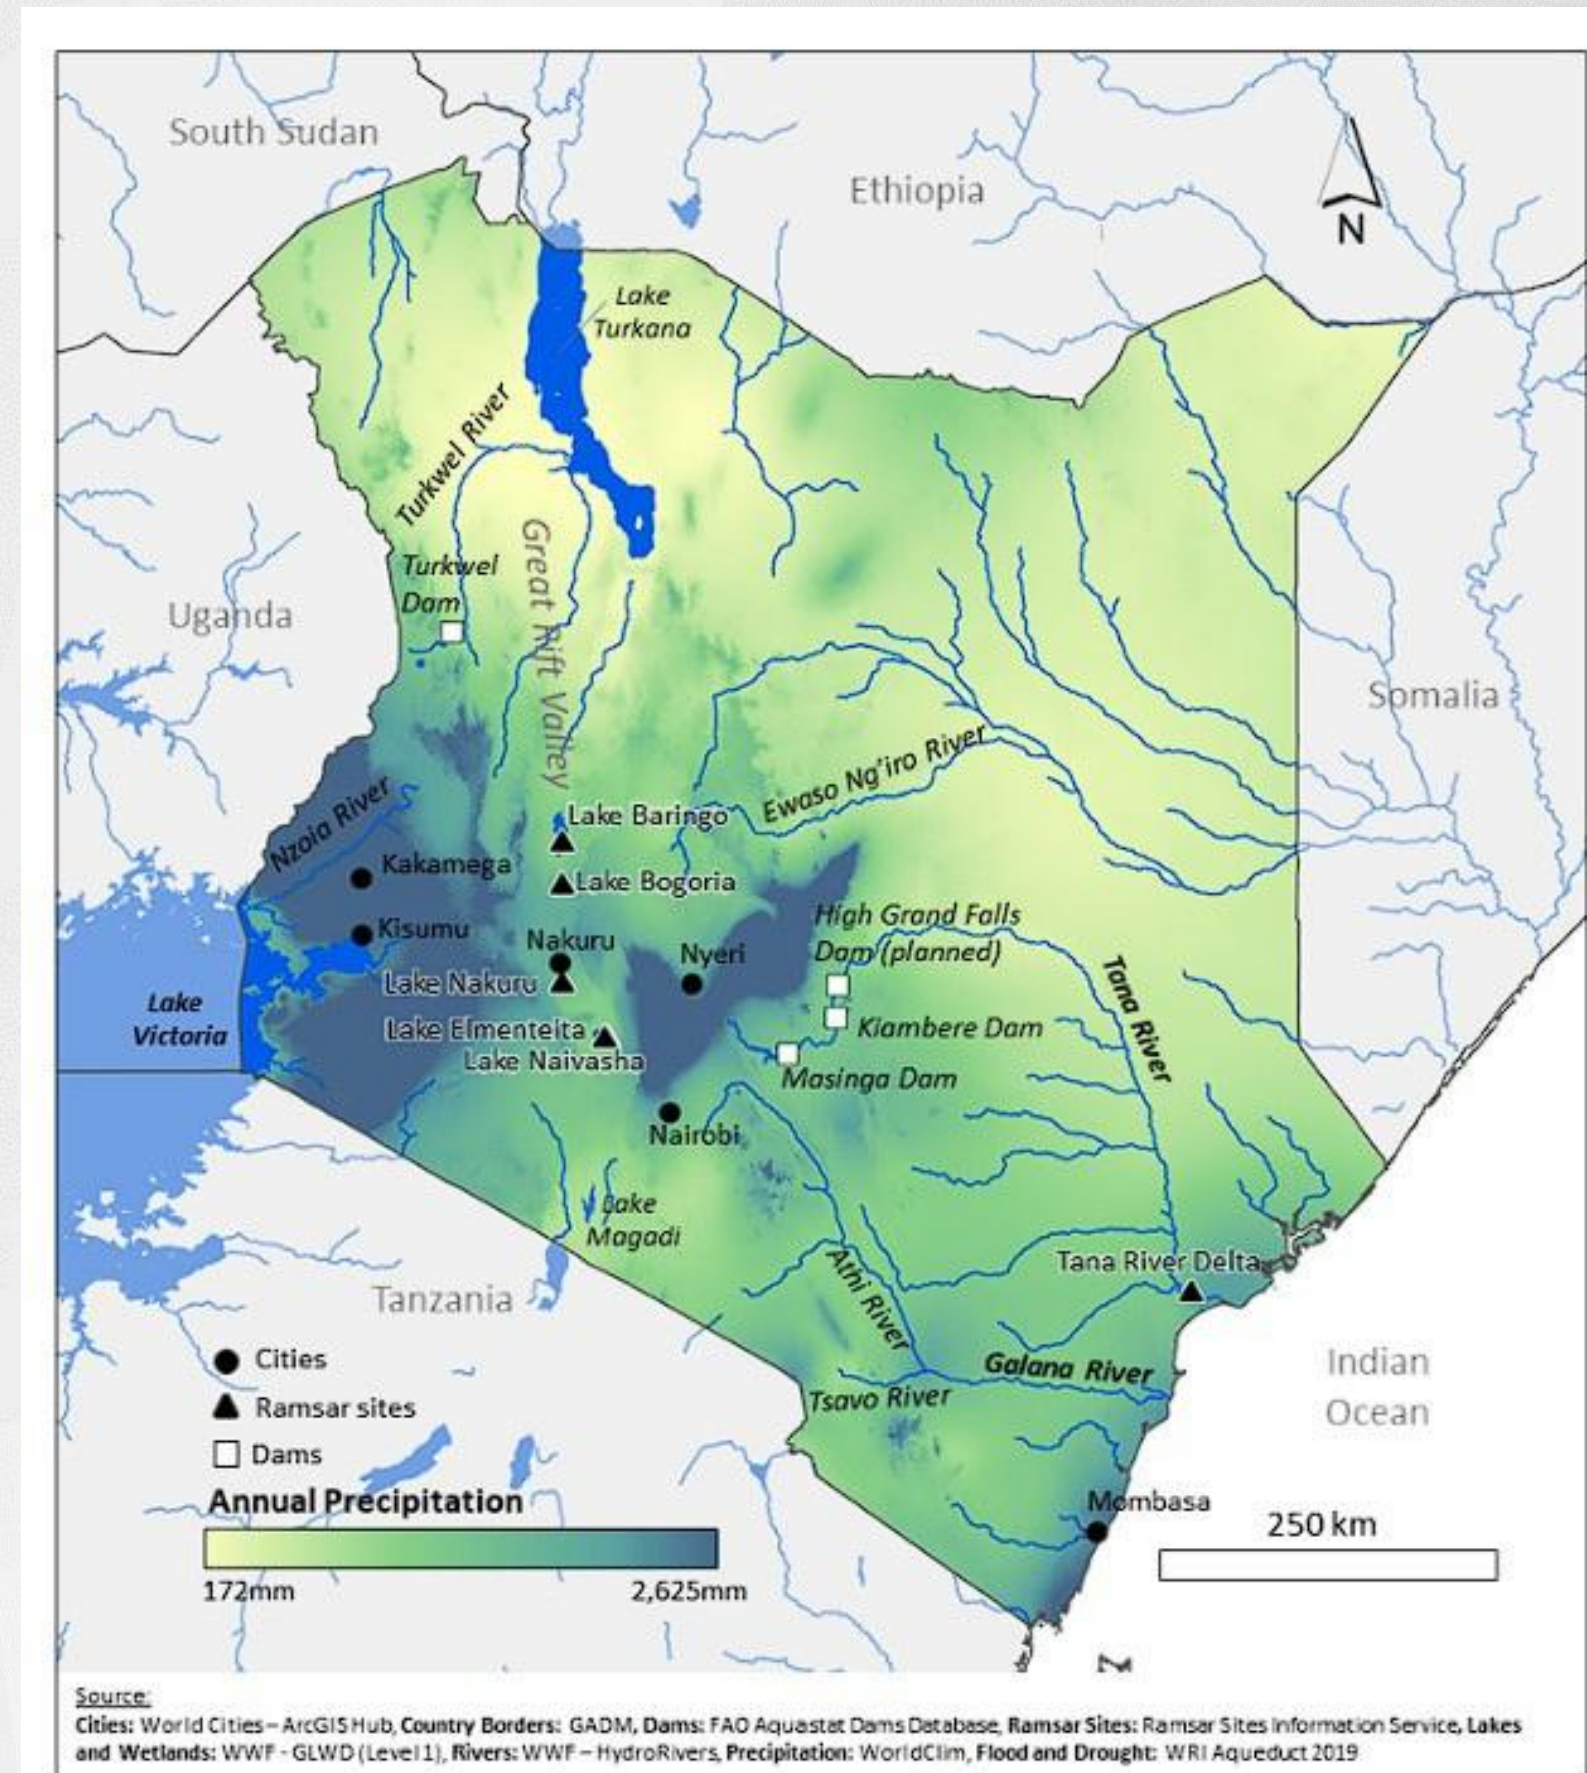 South Sudan
Ethiopia
N
Lake
Turkana
Turkwel River
Great Rift Valley
Turkwel
Dam
Uganda
Somalia
Ewaso Ng'iro River
Nzoia River
Lake Baringo
Kakamega
Lake Bogoria
High Grand Falls
Dam (planned)
Kisumu
Nakuru
Nyeri
Lake Nakuru
Tana River
Lake
Victoria
Lake Elmenteita
Kiambere Dam
Lake Naivasha
Masinga Dam
Nairobi
Lake
Magadi
Tana River Delta
Athi River
Tanzania
Cities
Galana River
Indian
Ocean
Tsavo River
Ramsar sites
Dams
Annual Precipitation
172mm
2,625mm
Mombasa
250 km
Source:
Cities: World Cities – ArcGIS Hub, Country Borders: GADM, Dams: FAO Aquastat Dams Database, Ramsar Sites: Ramsar Sites Information Service, Lakes
and Wetlands: WWF - GLWD (Level 1), Rivers: WWF – HydroRivers, Precipitation: WorldClim, Flood and Drought: WRI Aqueduct 2019